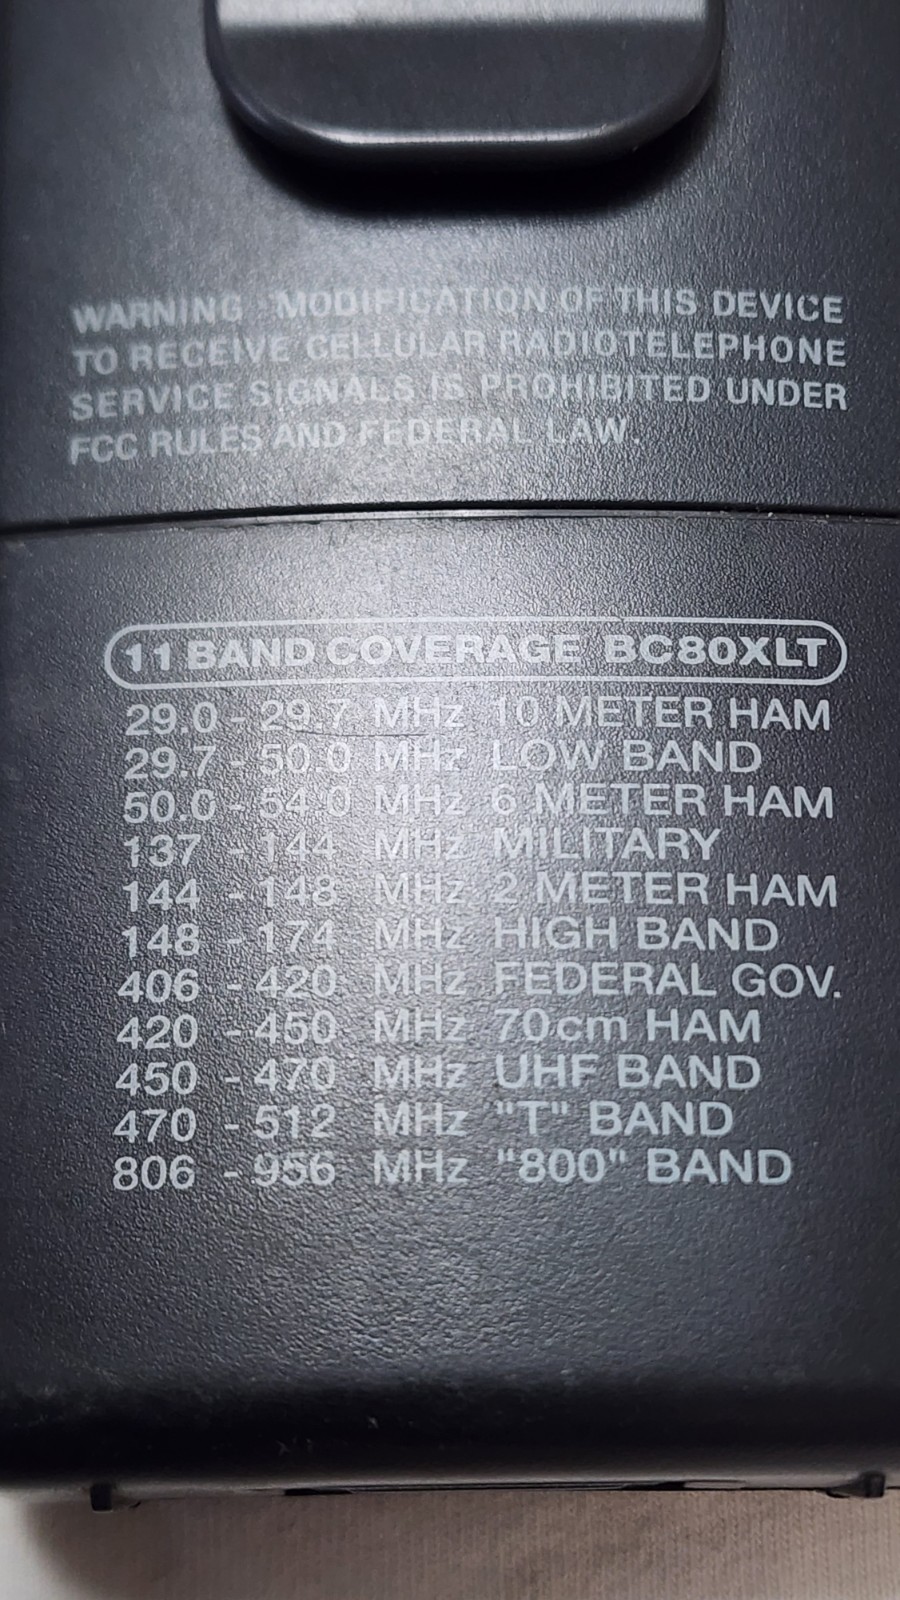 WARNING MODIFICATION OF THIS DEVICE
TO RECEIVE CELLULAR RADIOTELEPHONE
SERVICE SIGNALS IS PROHIBITED UNDER
FCC RULES AND FEDERAL LAW.
11 BAND COVERAGE BC80XLT
29.0 - 29.7 MHz 10 METER HAM
29.7 - 50.0 MHz LOW BAND
50.0 - 54.0 MHz 6 METER HAM
137 - 144 MHz MILITARY
144 - 148 MHz 2 METER HAM
148 - 174 MHz HIGH BAND
406 - 420 MHz FEDERAL GOV.
420 - 450 MHz 70cm HAM
450 - 470 MHz UHF BAND
470 - 512 MHz "T" BAND
806 - 956 MHz "800" BAND